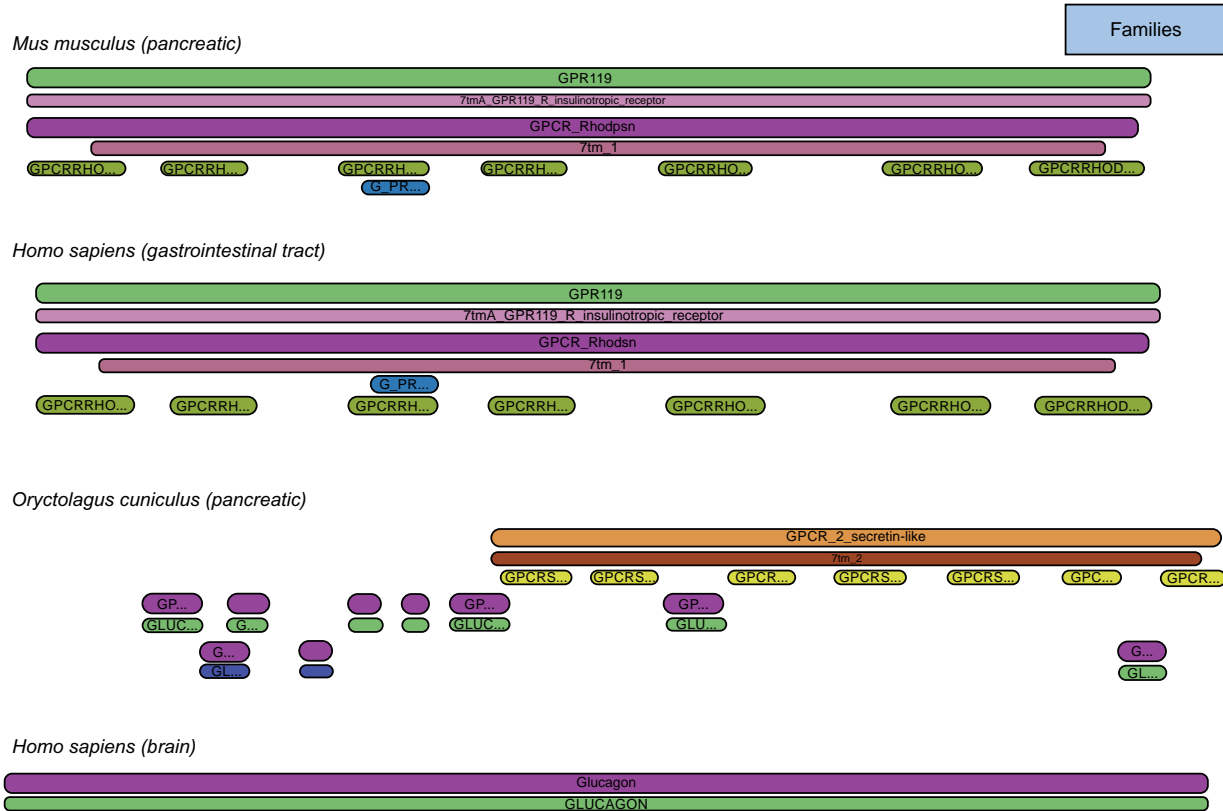 Families
Mus musculus (pancreatic)
GPR119
7tmA_GPR119_R_insulinotropic_receptor
GPCR_Rhodpsn
7tm_1
GPCRRHO... GPCRRH... GPCRRH... GPCRRH... GPCRRHO... GPCRRHO... GPCRRHOD...
G_PR...
Homo sapiens (gastrointestinal tract)
GPR119
7tmA_GPR119_R_insulinotropic_receptor
GPCR_Rhodsn
7tm_1
G_PR...
GPCRRHO... GPCRRH... GPCRRH... GPCRRH... GPCRRHO... GPCRRHO... GPCRRHOD...
Oryctolagus cuniculus (pancreatic)
GPCR_2_secretin-like
7tm_2
GPCRS... GPCRS... GPCR... GPCRS... GPCRS... GPC... GPCR...
GP... GP... GP...
GLUC... G... GLUC... GLU...
G... G...
GL... GL...
Homo sapiens (brain)
Glucagon
GLUCAGON